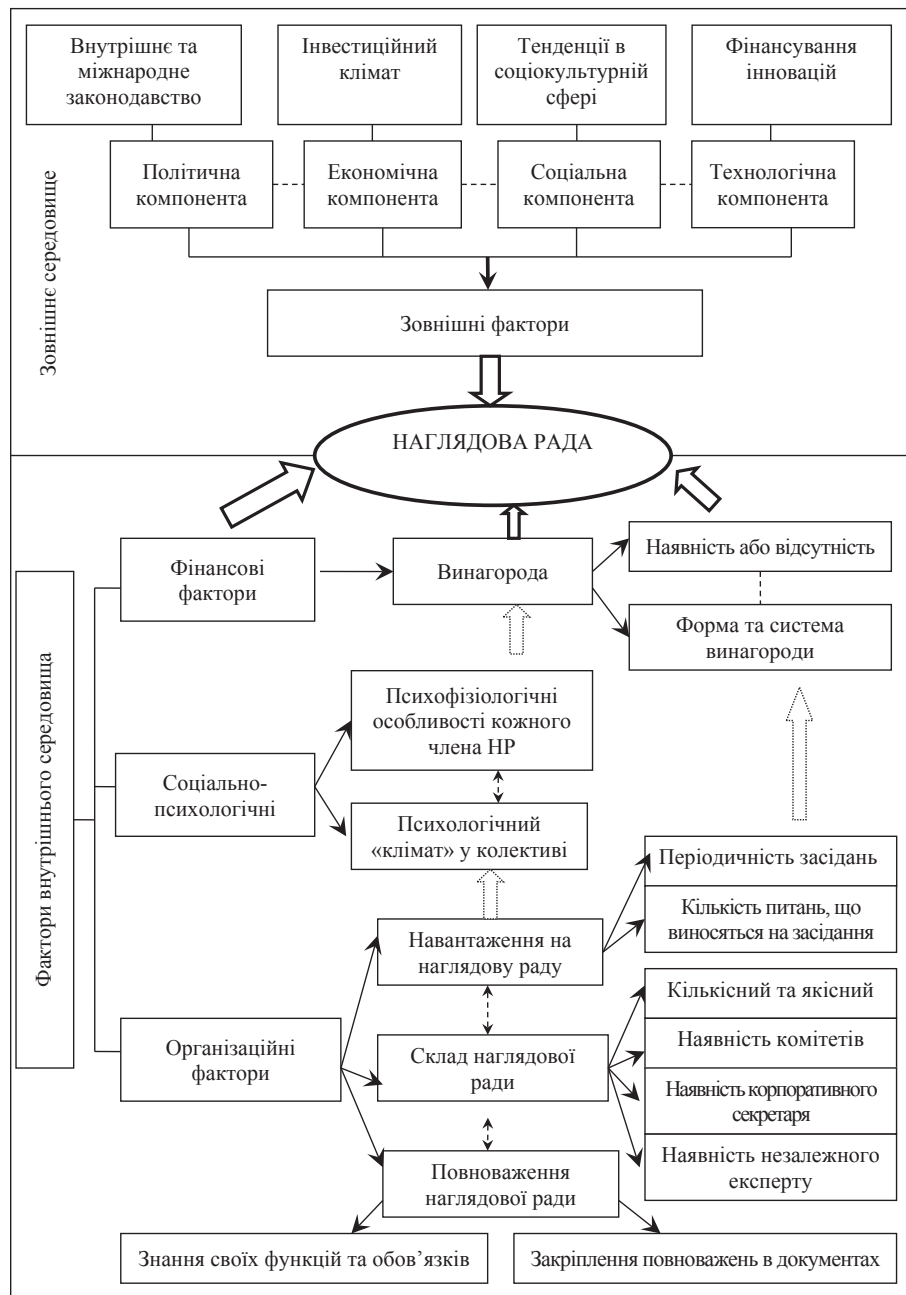 Внутрішнє та
міжнародне
законодавство
Інвестиційний
клімат
Тенденції в
соціокультурній
сфері
Фінансування
інновацій
Політична
компонента
Економічна
компонента
Соціальна
компонента
Технологічна
компонента
Зовнішнє середовище
Зовнішні фактори
НАГЛЯДОВА РАДА
Фактори внутрішнього середовища
Фінансові
фактори
Винагорода
Наявність або відсутність
Форма та система
винагороди
Соціально-
психологічні
Психофізіологічні
особливості кожного
члена НР
Психологічний
«клімат» у колективі
Організаційні
фактори
Навантаження на
наглядову раду
Періодичність засідань
Кількість питань, що
виносяться на засідання
Склад наглядової
ради
Кількісний та якісний
Наявність комітетів
Наявність корпоративного
секретаря
Наявність незалежного
експерту
Повноваження
наглядової ради
Знання своїх функцій та обов’язків
Закріплення повноважень в документах